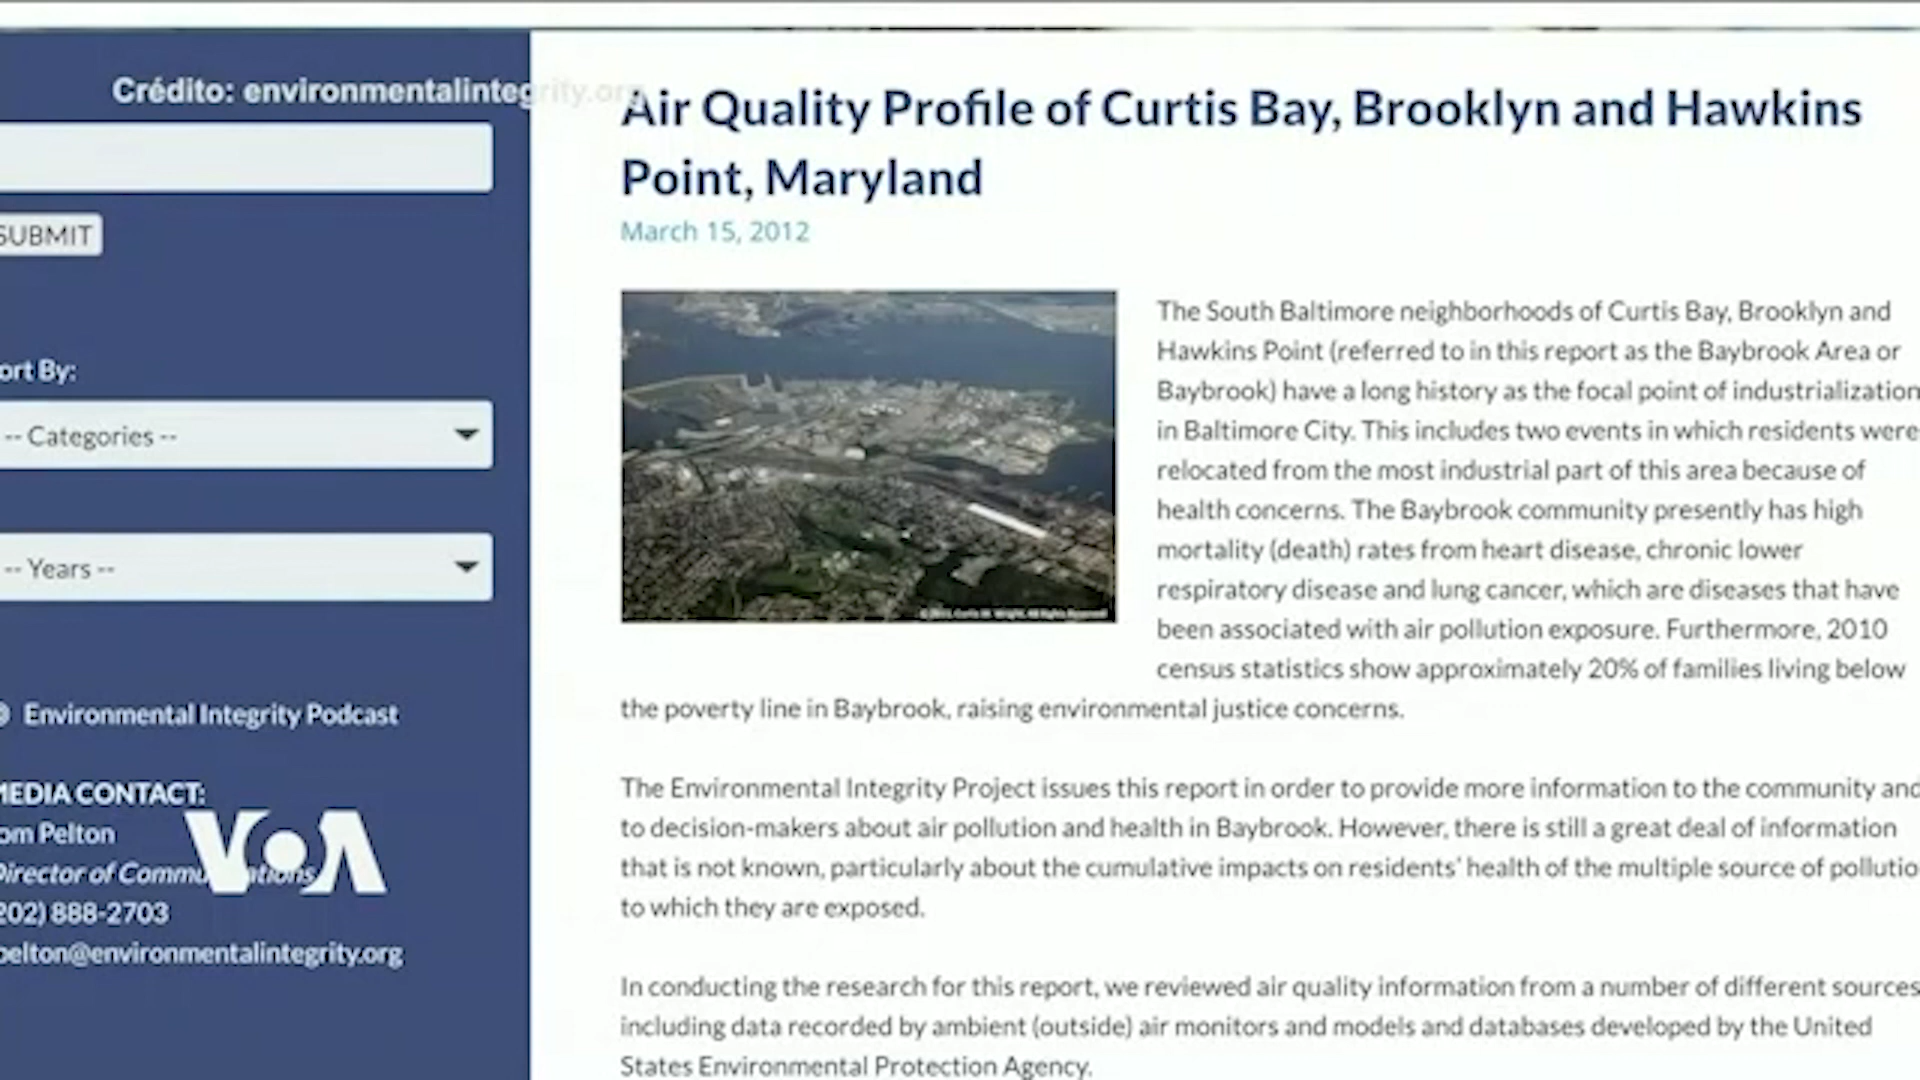 Crédito: environmentalintegrity.org
SUBMIT
ort By:
-- Categories --
-- Years --
Environmental Integrity Podcast
MEDIA CONTACT:
om Pelton
Director of
202) 888-2703
pelton@environmentalintegrity.org
VOA
Air Quality Profile of Curtis Bay, Brooklyn and Hawkins
Point, Maryland
March 15, 2012
The South Baltimore neighborhoods of Curtis Bay, Brooklyn and
Hawkins Point (referred to in this report as the Baybrook Area or
Baybrook) have a long history as the focal point of industrialization
in Baltimore City. This includes two events in which residents were
relocated from the most industrial part of this area because of
health concerns. The Baybrook community presently has high
mortality (death) rates from heart disease, chronic lower
respiratory disease and lung cancer, which are diseases that have
been associated with air pollution exposure. Furthermore, 2010
census statistics show approximately 20% of families living below
the poverty line in Baybrook, raising environmental justice concerns.
The Environmental Integrity Project issues this report in order to provide more information to the community and
to decision-makers about air pollution and health in Baybrook. However, there is still a great deal of information
that is not known, particularly about the cumulative impacts on residents' health of the multiple source of pollutio
to which they are exposed.
In conducting the research for this report, we reviewed air quality information from a number of different sources
including data recorded by ambient (outside) air monitors and models and databases developed by the United
States Environmental Protection Agency.